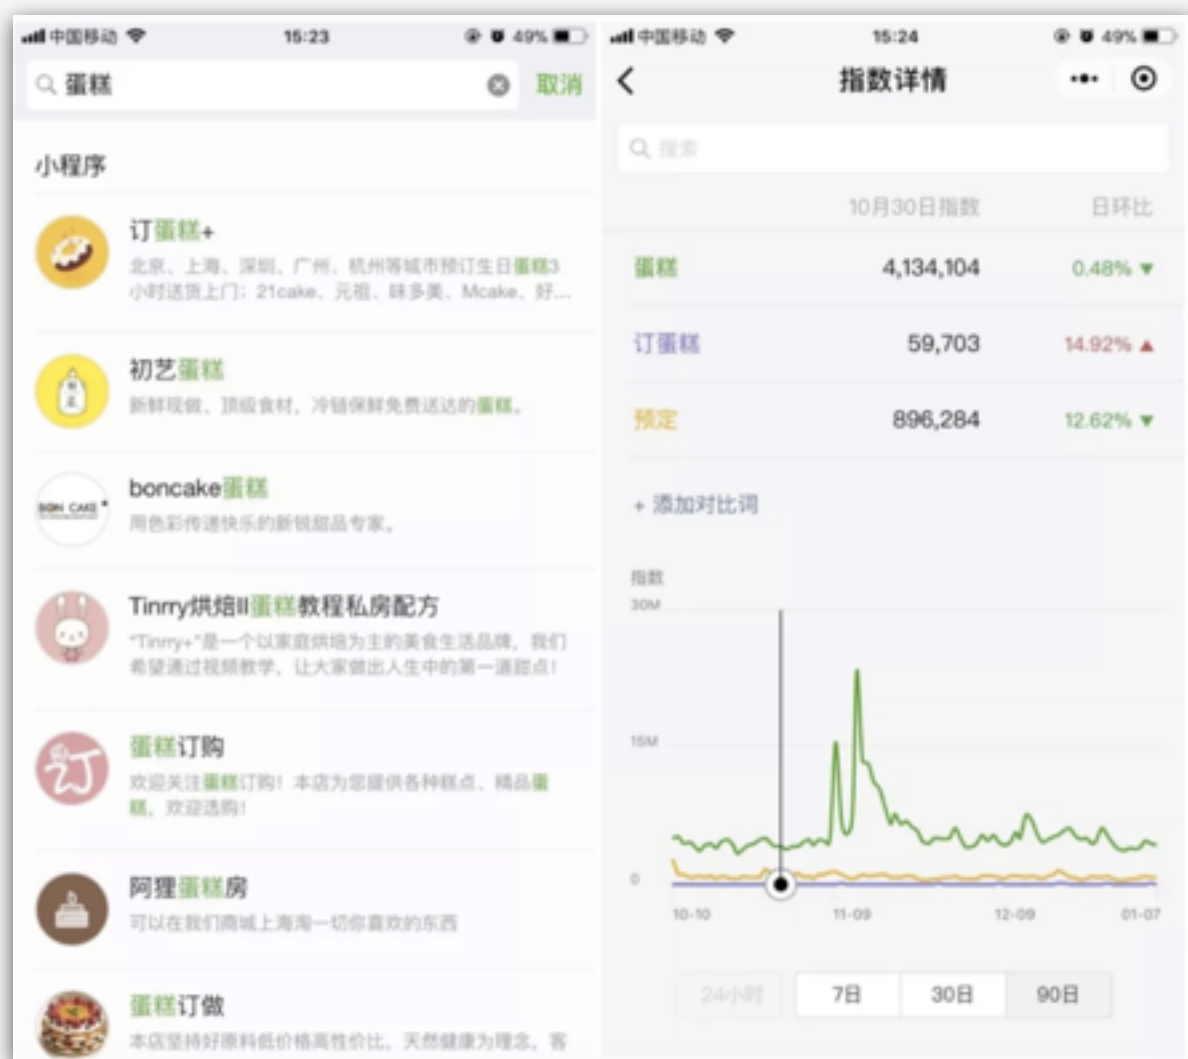 中国移动 15:23 49%
蛋糕 取消
小程序
订蛋糕+
北京、上海、深圳、广州、杭州等城市预订生日蛋糕3
小时送货上门；21cake、元祖、味多美、Mcake、好...
初艺蛋糕
新鲜现做、顶级食材，冷链保鲜免费送达的蛋糕。
boncake蛋糕
BON CAKE
用色彩传递快乐的新锐甜品专家。
Tinrry烘焙II蛋糕教程私房配方
“Tinrry+”是一个以家庭烘焙为主的美食生活品牌，我们
希望通过视频教学，让大家做出人生中的第一道甜点！
订
蛋糕订购
欢迎关注蛋糕订购！本店为您提供各种糕点、精品蛋
糕，欢迎选购！
阿狸蛋糕房
可以在我们商城上海淘一切你喜欢的东西
蛋糕订做
本店坚持好原料低价格高性价比，天然健康为理念，客
中国移动 15:24 49%
指数详情
搜索
10月30日指数 日环比
蛋糕 4,134,104 0.48% ▼
订蛋糕 59,703 14.92% ▲
预定 896,284 12.62% ▼
+ 添加对比词
指数
30M
15M
0
10-10 11-09 12-09 01-07
24小时 7日 30日 90日